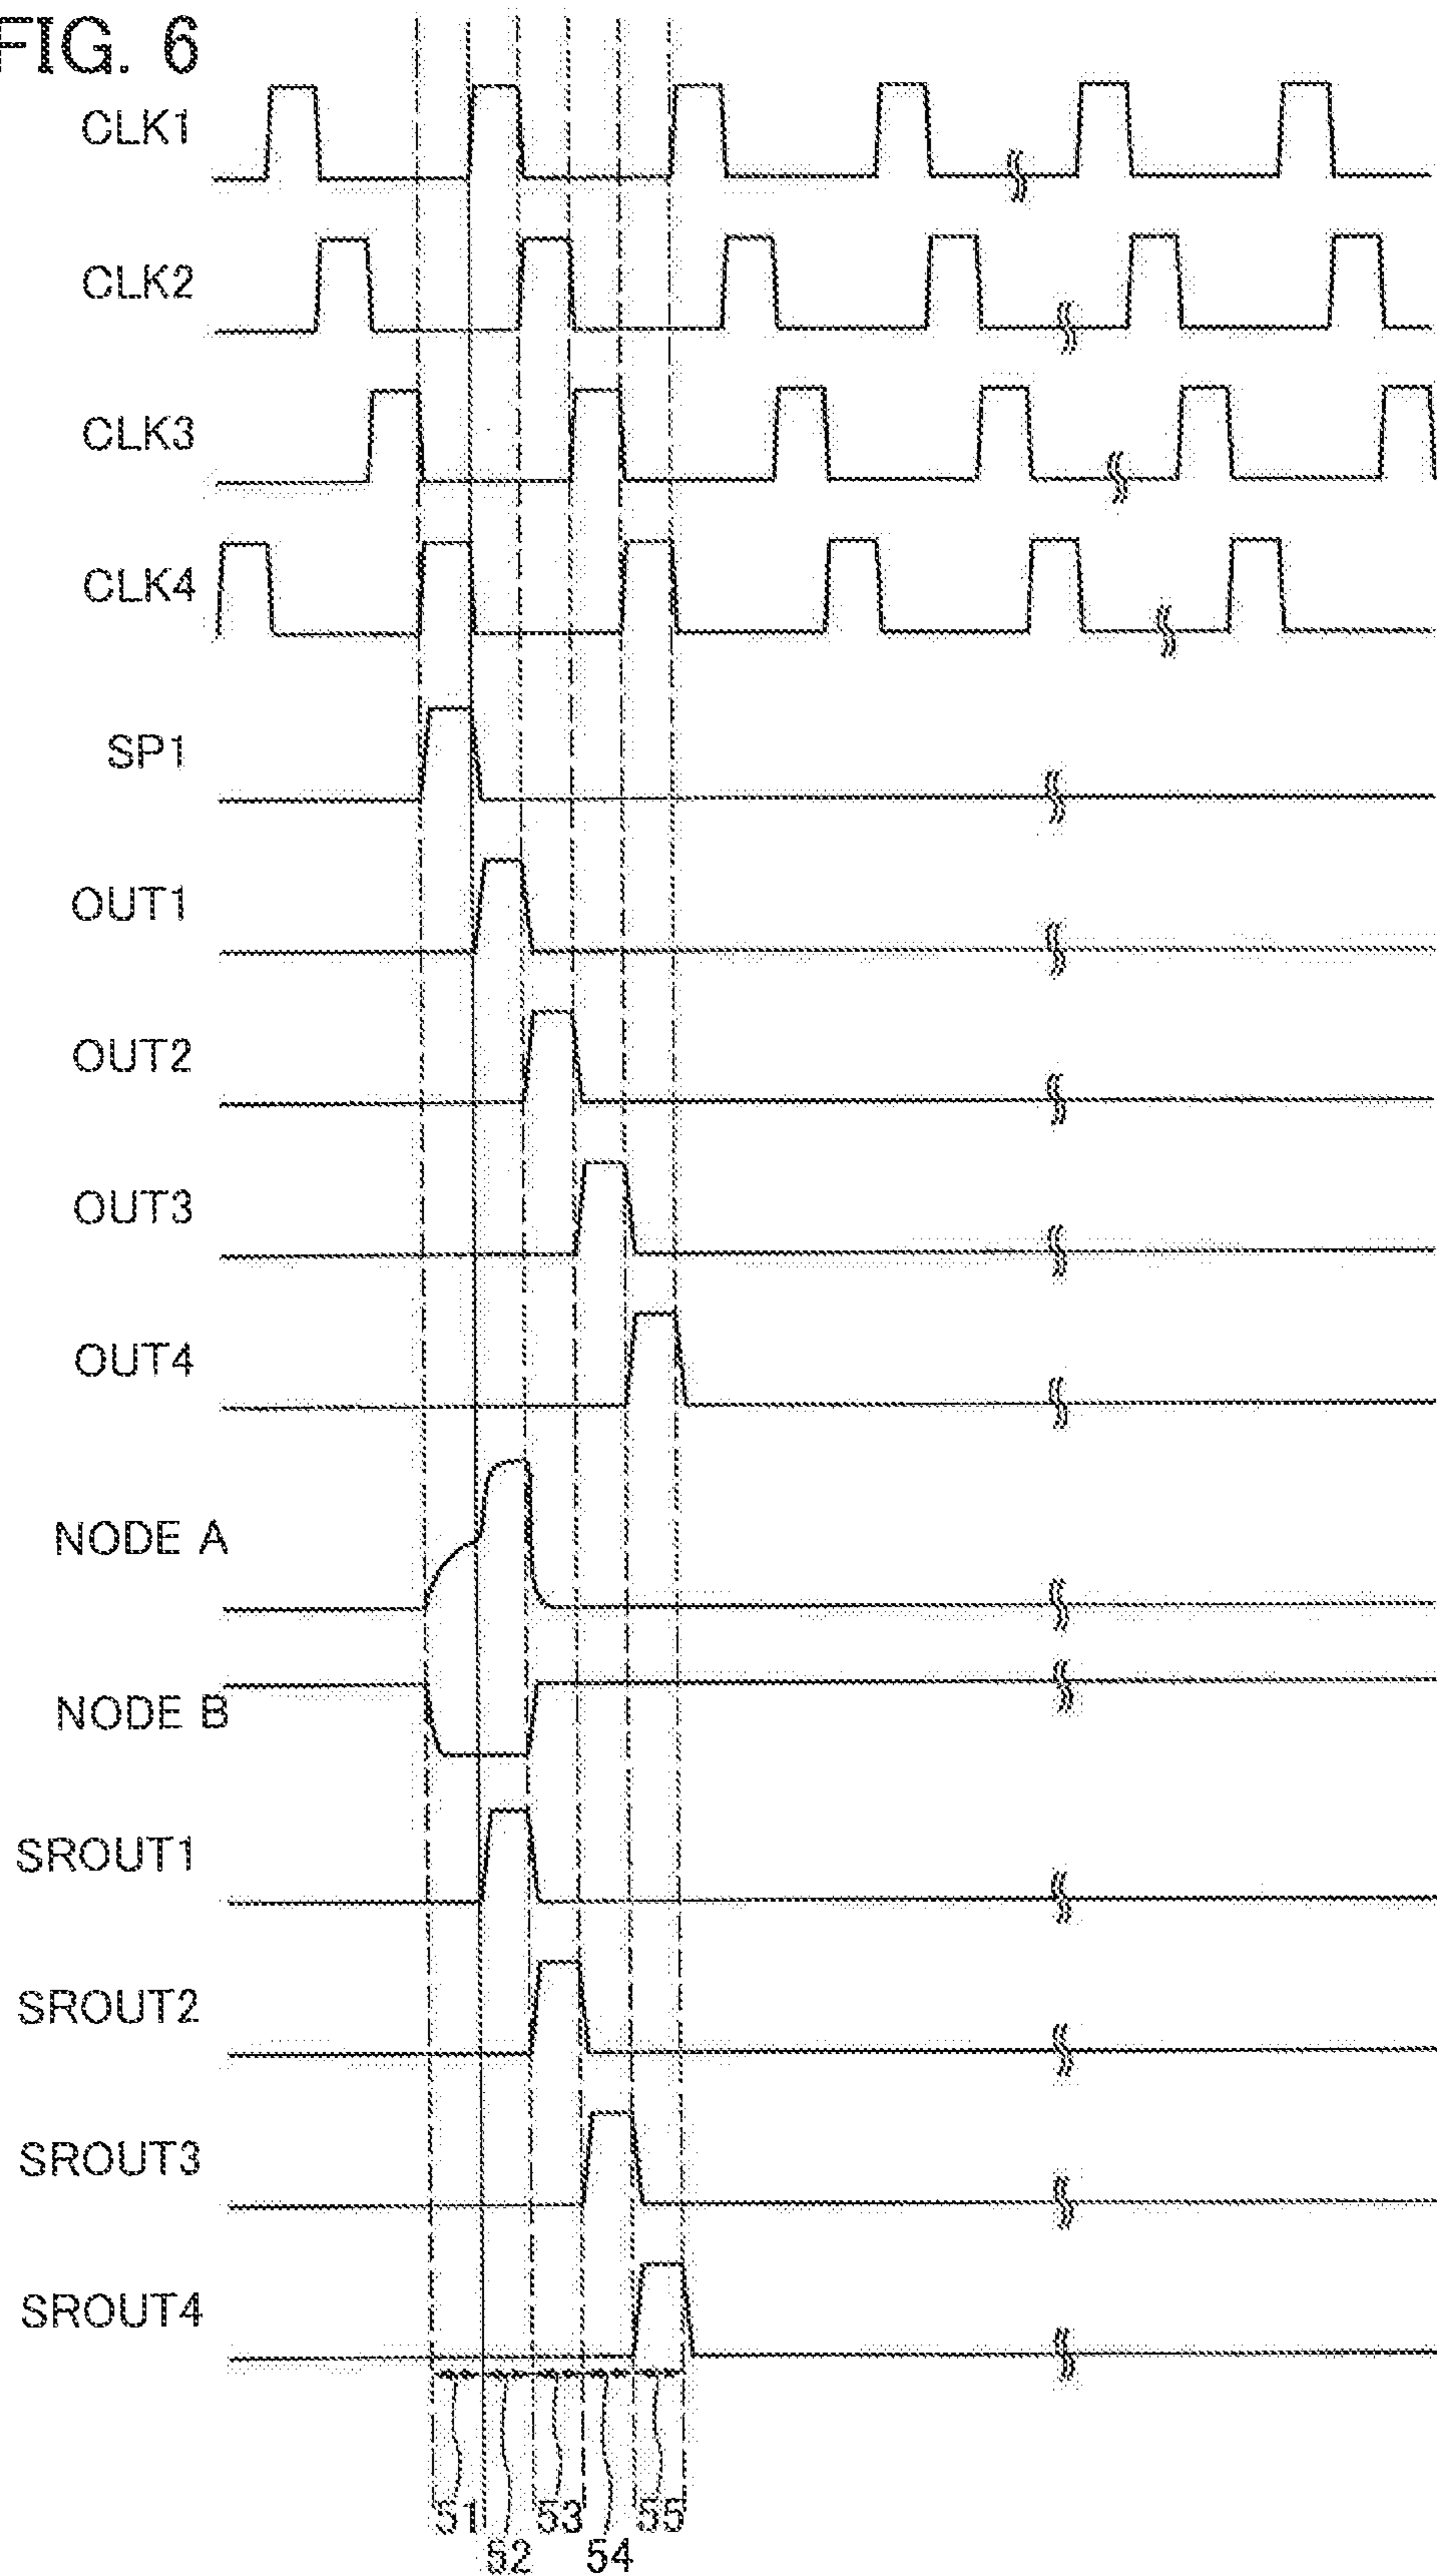 FIG. 6
CLK1
CLK2
CLK3
CLK4
SP1
OUT1
OUT2
OUT3
OUT4
NODE A
NODE B
SROUT1
SROUT2
SROUT3
SROUT4
51
52
53
54
55